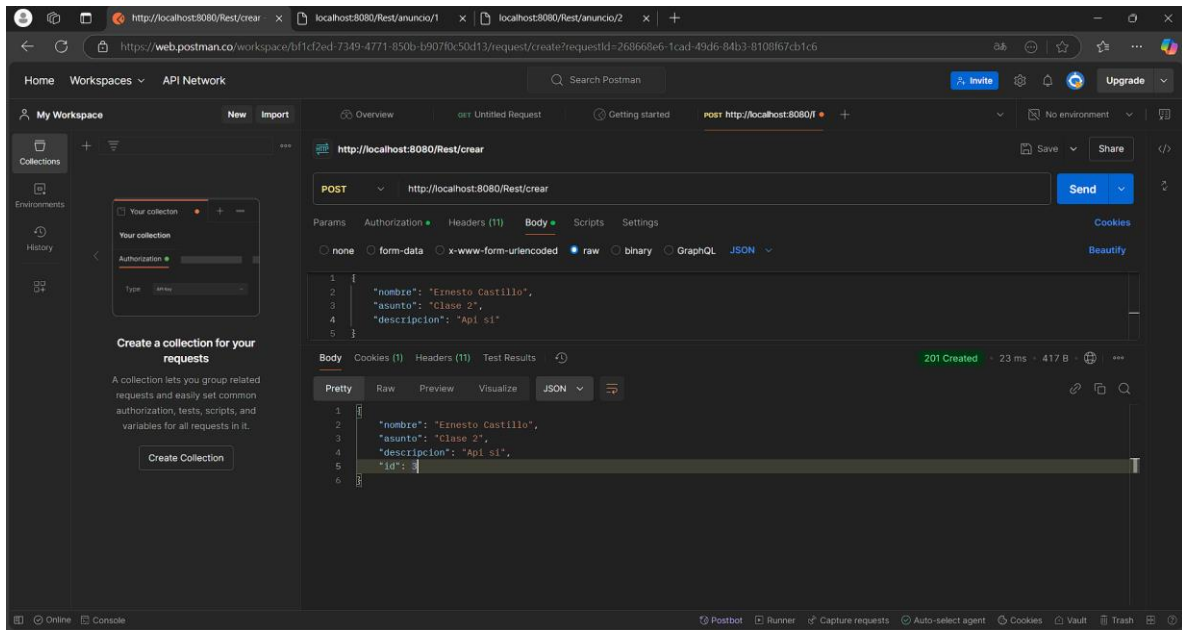 http://localhost:8080/Rest/crear
localhost:8080/Rest/anuncio/1
localhost:8080/Rest/anuncio/2
https://web.postman.co/workspace/bf1cf2ed-7349-4771-850b-b907f0c50d13/request/create?requestId=268668e6-1cad-49d6-84b3-8108f67cb1c6
Home Workspaces API Network
Search Postman
Invite
Upgrade
My Workspace
New Import
Overview
GET Untitled Request
Getting started
POST http://localhost:8080/
No environment
Collections
Environments
History
Your collection
Your collection
Authorization
Type
API Key
Create a collection for your
requests
A collection lets you group related
requests and easily set common
authorization, tests, scripts, and
variables for all requests in it.
Create Collection
HTTP http://localhost:8080/Rest/crear
Save Share
POST http://localhost:8080/Rest/crear
Send
Params Authorization Headers (11) Body Scripts Settings
Cookies
none form-data x-www-form-urlencoded raw binary GraphQL JSON
Beautify
1 {
2 "nombre": "Ernesto Castillo",
3 "asunto": "Clase 2",
4 "descripcion": "Api si"
5 }
Body Cookies (1) Headers (11) Test Results
201 Created 23 ms 417 B
Pretty Raw Preview Visualize JSON
1 {
2 "nombre": "Ernesto Castillo",
3 "asunto": "Clase 2",
4 "descripcion": "Api si",
5 "id": 3
6 }
Online Console
Postbot Runner Capture requests Auto-select agent Cookies Vault Trash